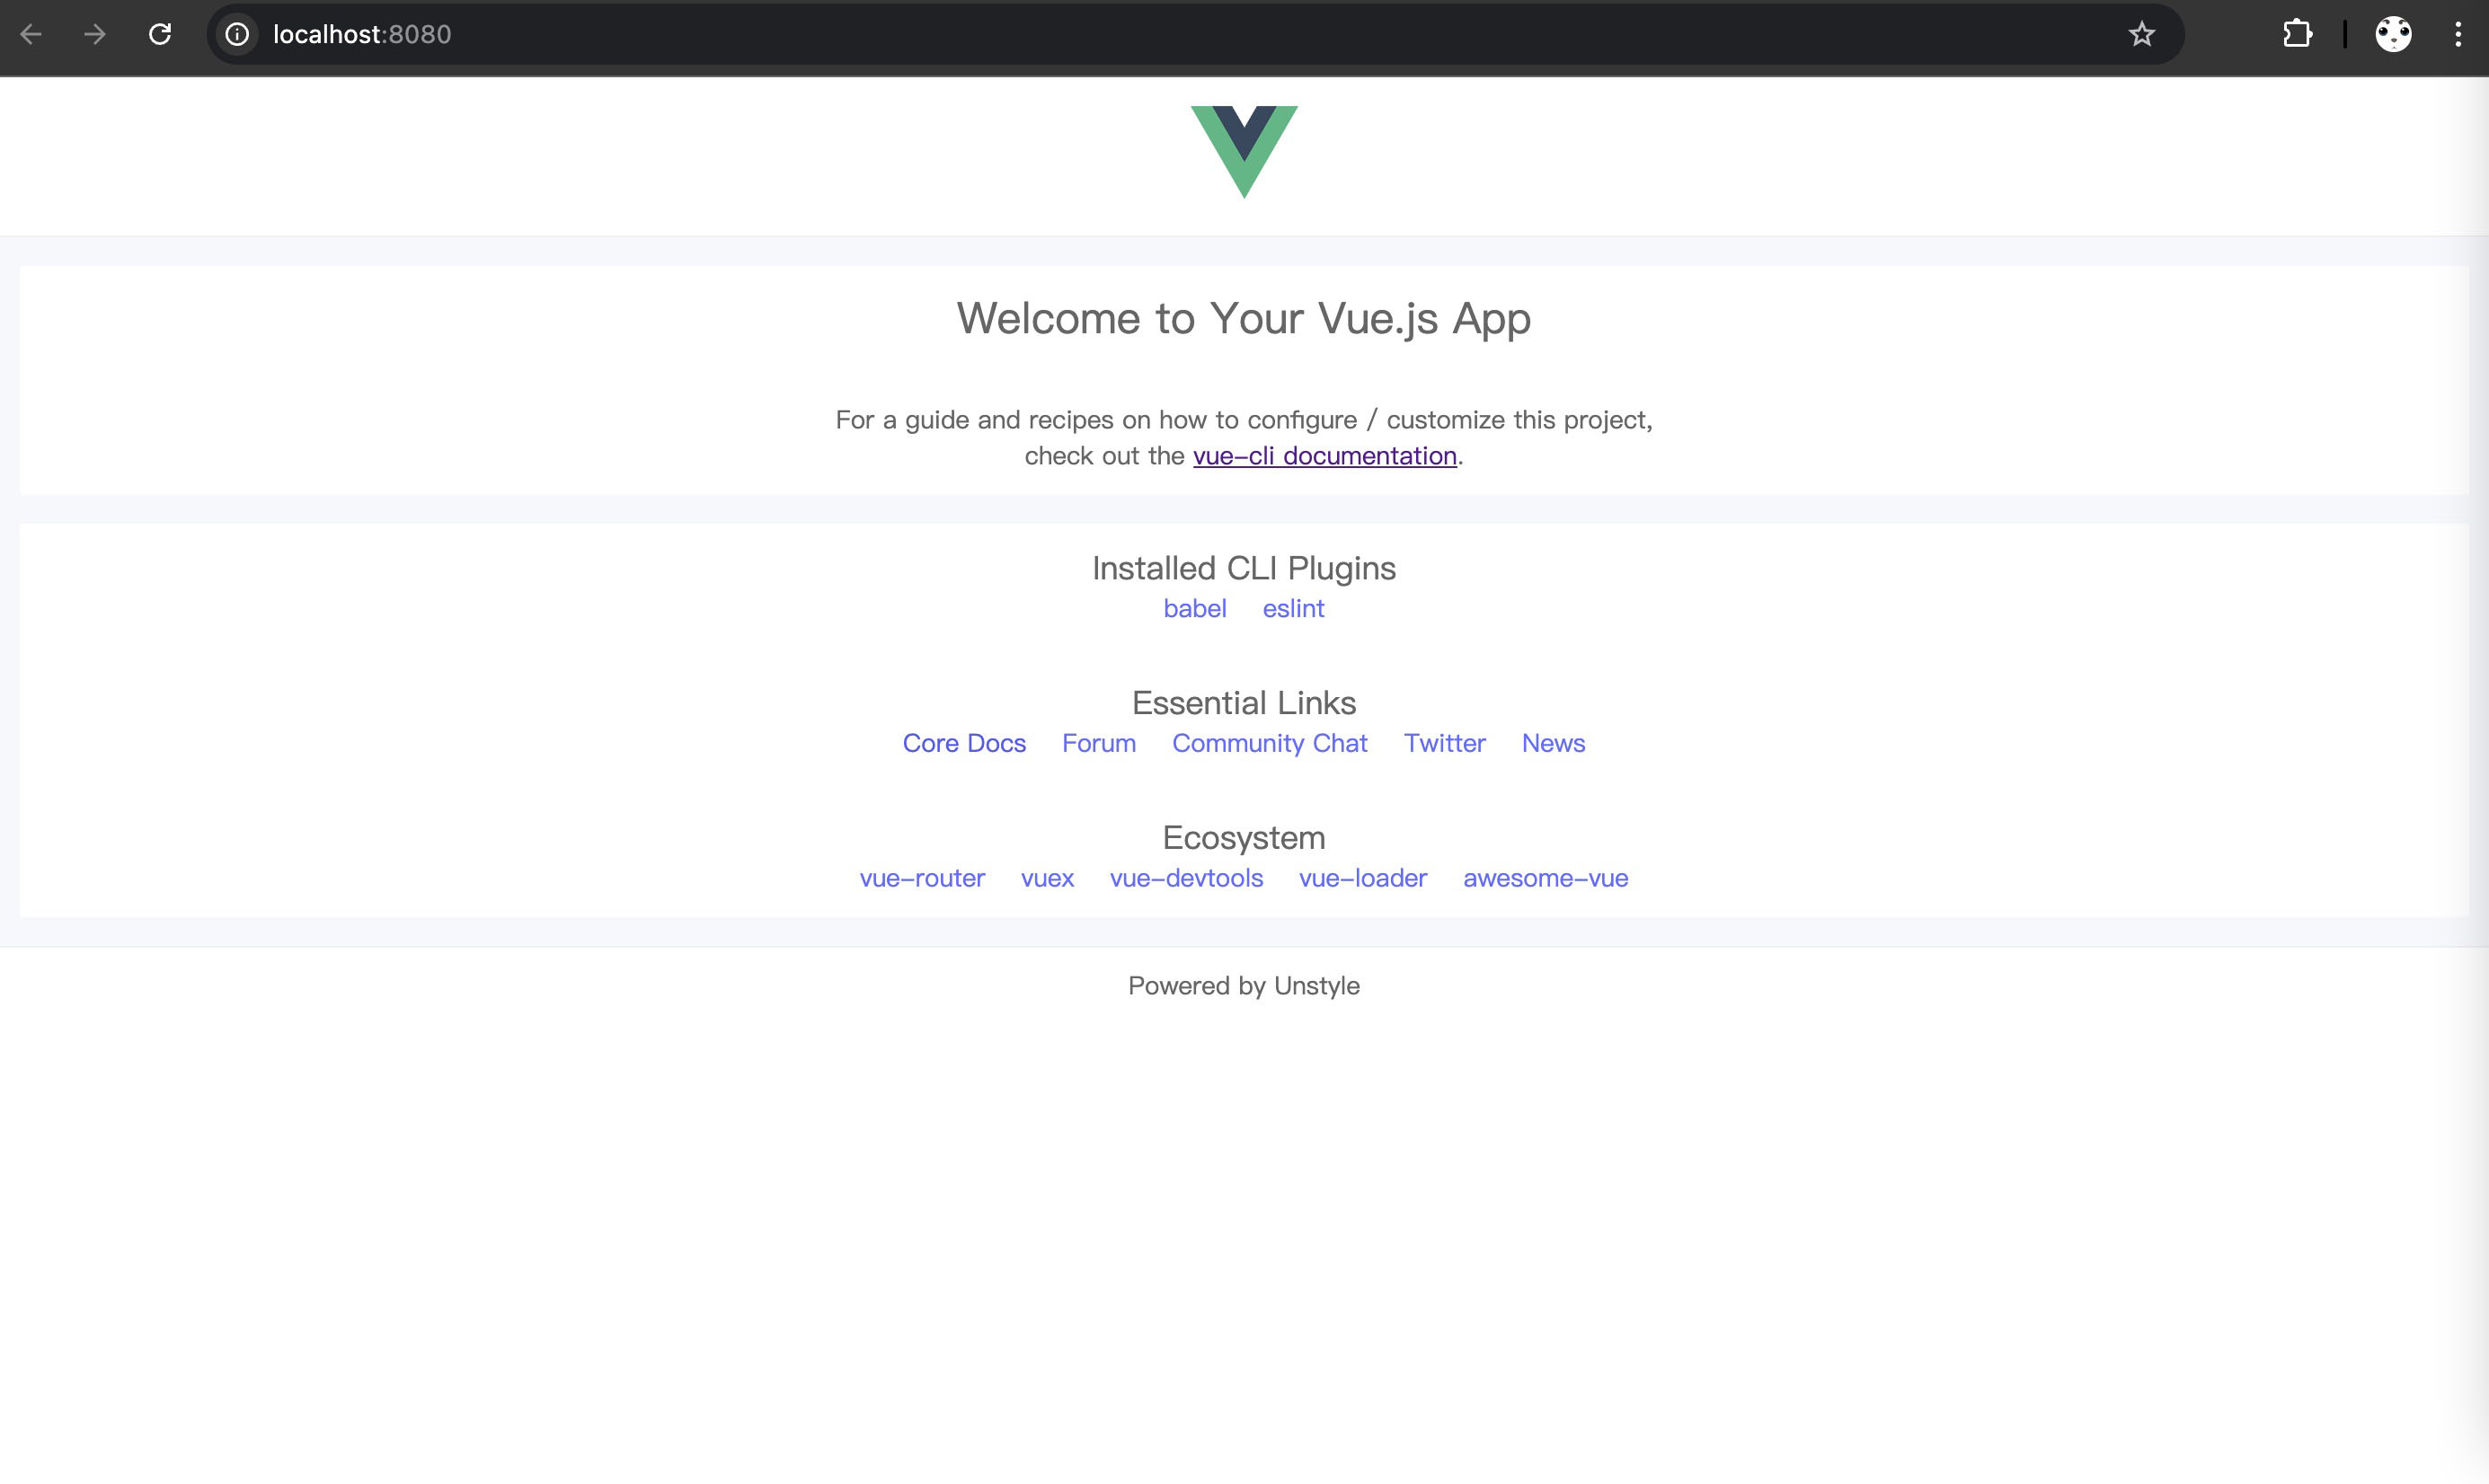 localhost:8080
Welcome to Your Vue.js App
For a guide and recipes on how to configure / customize this project,
check out the vue-cli documentation.
Installed CLI Plugins
babel eslint
Essential Links
Core Docs Forum Community Chat Twitter News
Ecosystem
vue-router vuex vue-devtools vue-loader awesome-vue
Powered by Unstyle